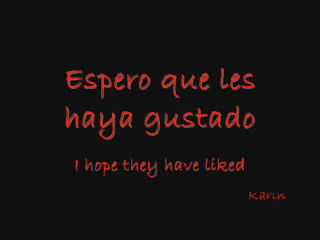 Espero que les
haya gustado
I hope they have liked
Karin